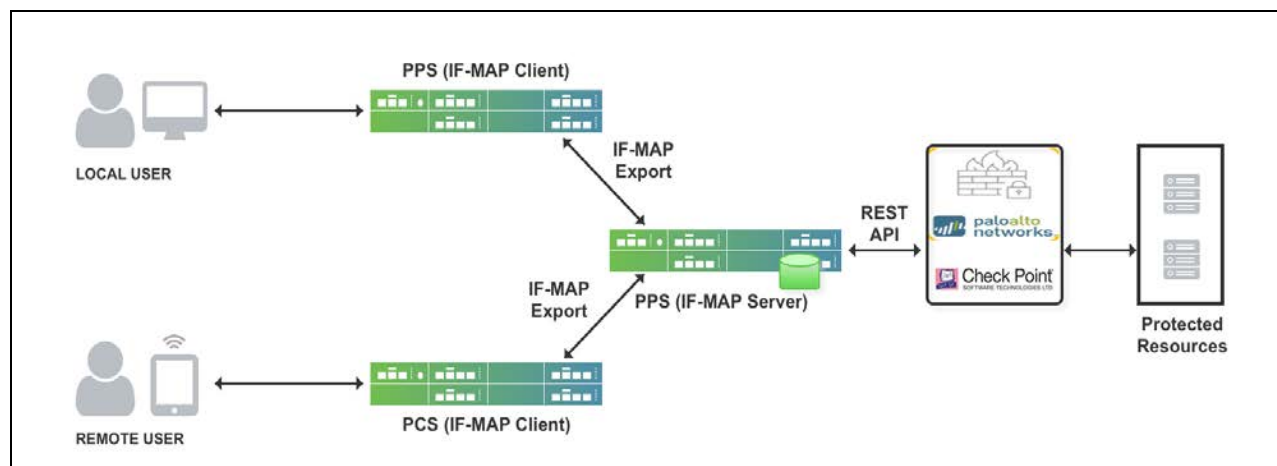 PPS (IF-MAP Client)
LOCAL USER
IF-MAP
Export
REST
API
paloalto
networks
Check Point
SOFTWARE TECHNOLOGIES LTD
IF-MAP
Export
PPS (IF-MAP Server)
Protected
Resources
PCS (IF-MAP Client)
REMOTE USER